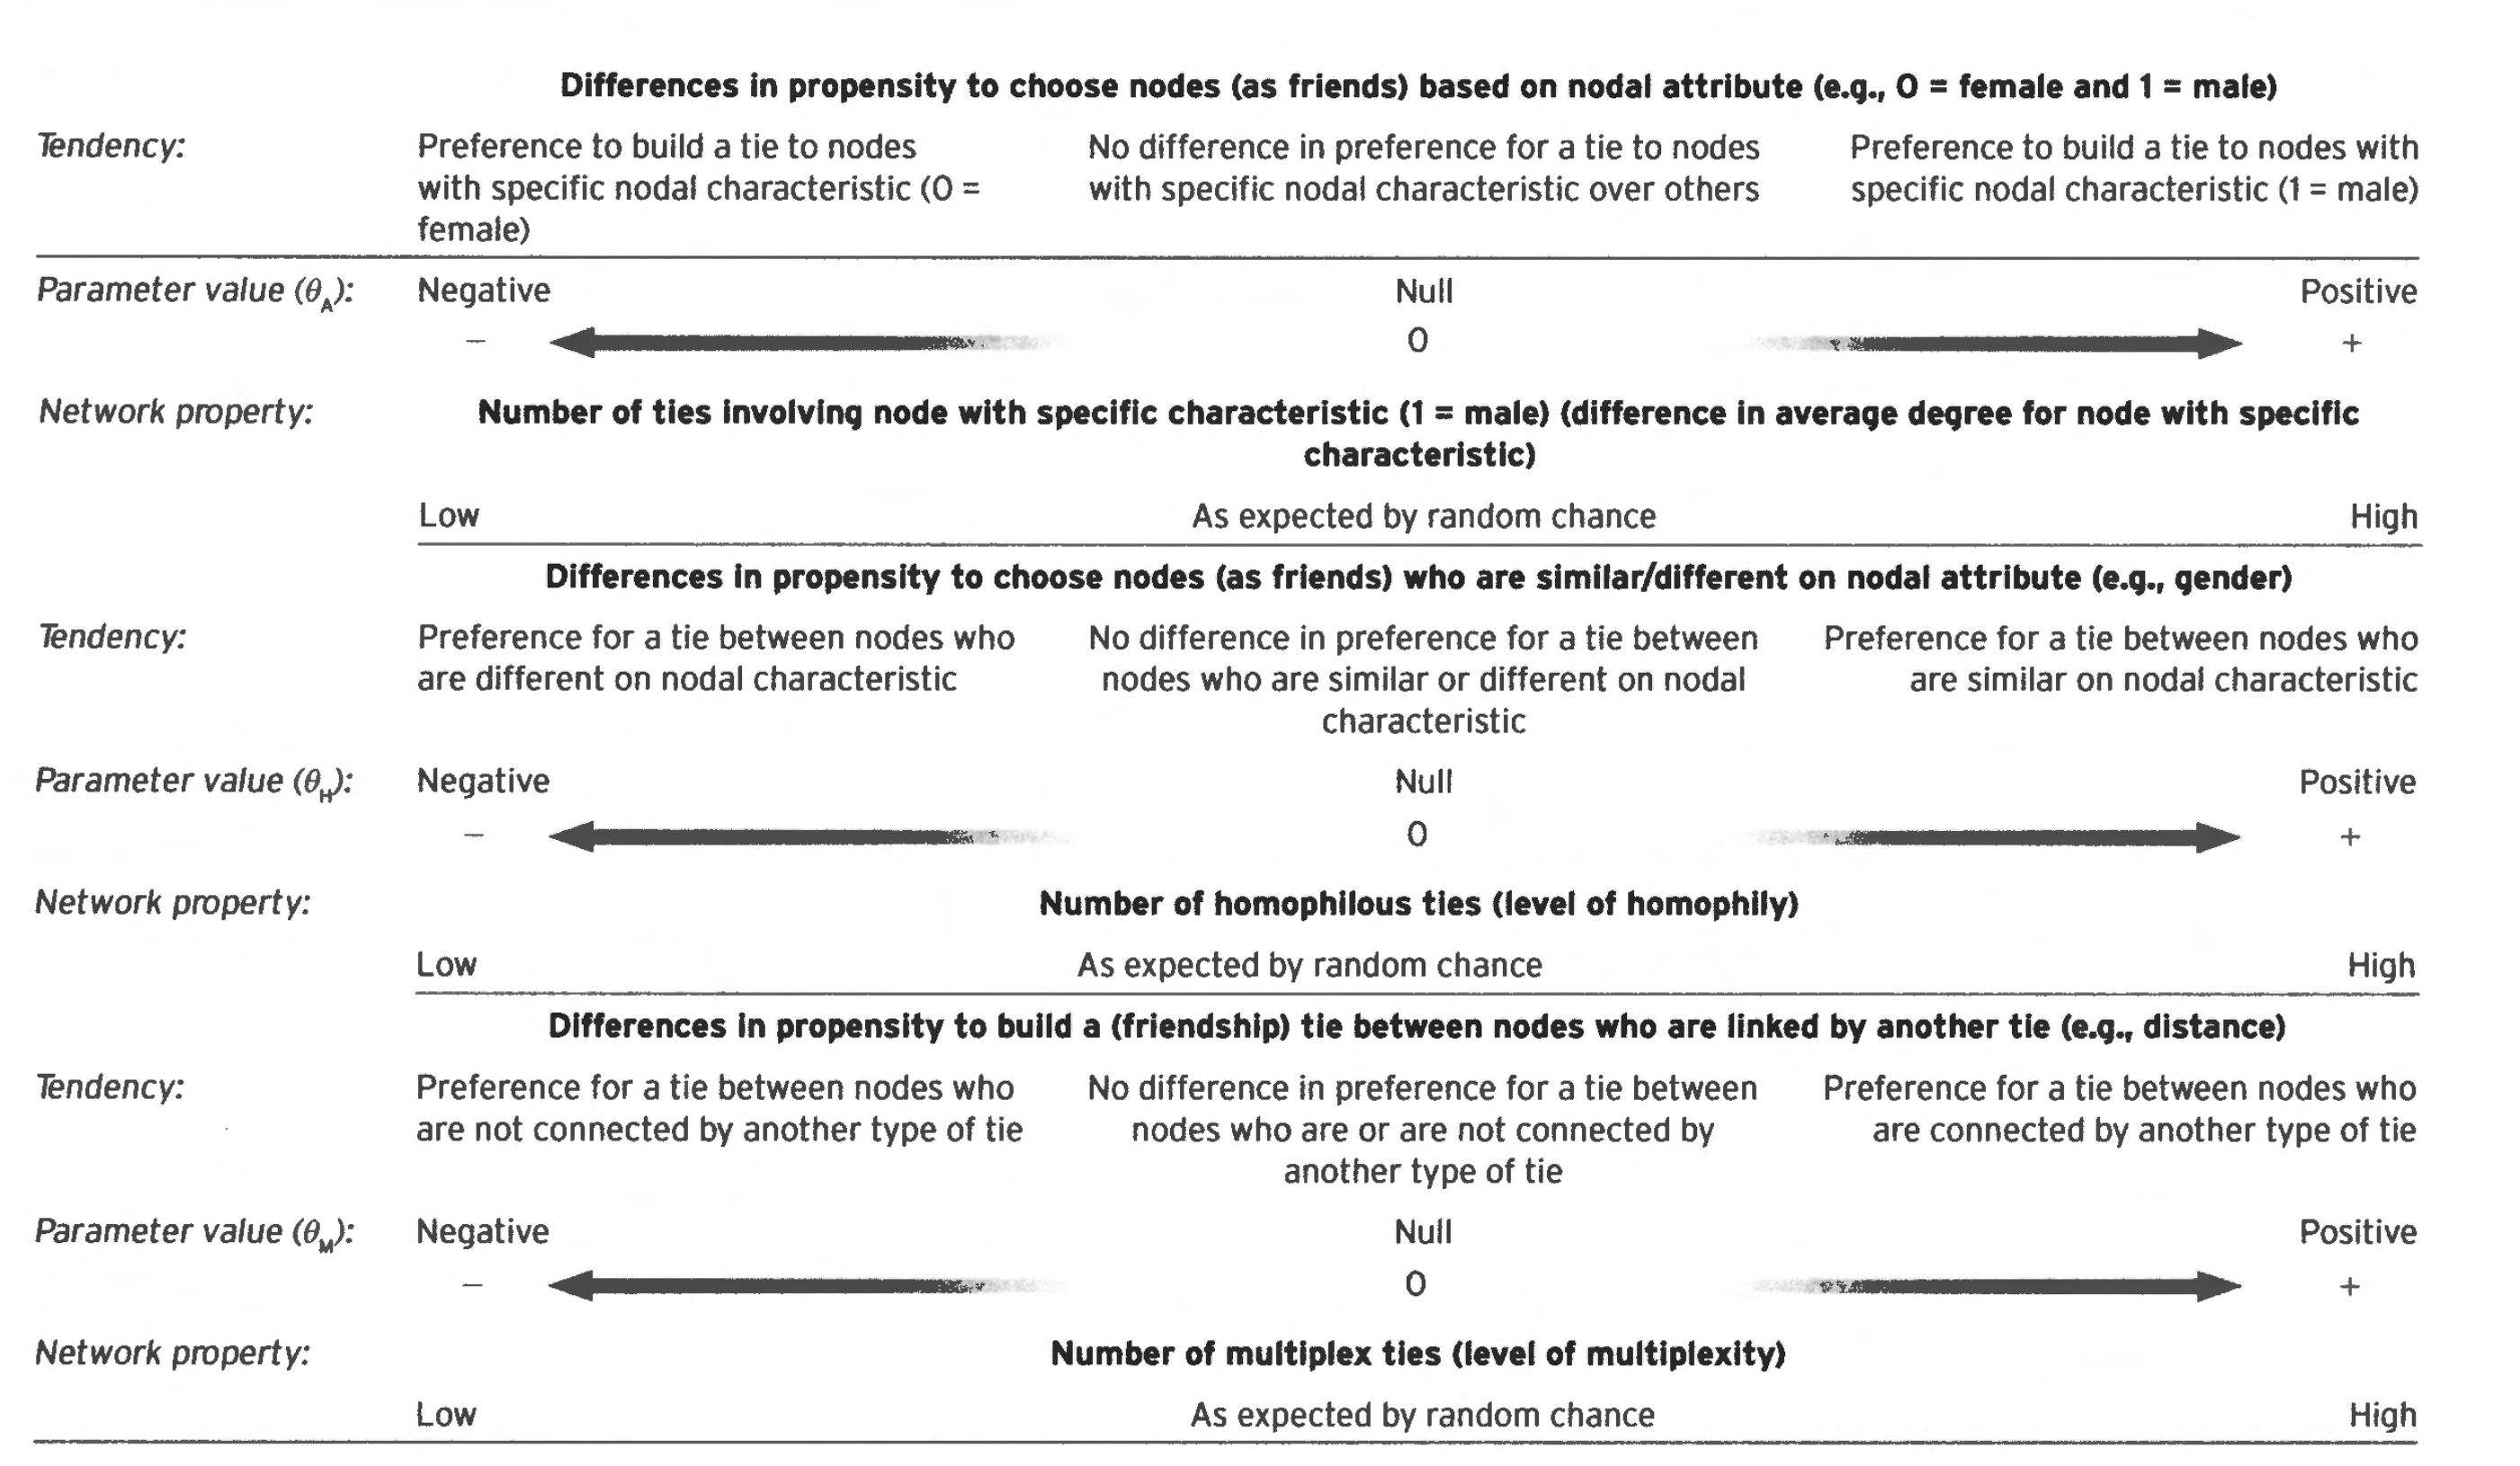 Differences in propensity to choose nodes (as friends) based on nodal attribute (e.g., 0 = female and 1 = male)
Tendency: Preference to build a tie to nodes No difference in preference for a tie to nodes Preference to build a tie to nodes with
with specific nodal characteristic (0 = with specific nodal characteristic over others specific nodal characteristic (1 = male)
female)
Parameter value (θA): Negative Null Positive
− 0 +
Network property: Number of ties involving node with specific characteristic (1 = male) (difference in average degree for node with specific
characteristic)
Low As expected by random chance High
Differences in propensity to choose nodes (as friends) who are similar/different on nodal attribute (e.g., gender)
Tendency: Preference for a tie between nodes who No difference in preference for a tie between Preference for a tie between nodes who
are different on nodal characteristic nodes who are similar or different on nodal are similar on nodal characteristic
characteristic
Parameter value (θH): Negative Null Positive
− 0 +
Network property: Number of homophilous ties (level of homophily)
Low As expected by random chance High
Differences in propensity to build a (friendship) tie between nodes who are linked by another tie (e.g., distance)
Tendency: Preference for a tie between nodes who No difference in preference for a tie between Preference for a tie between nodes who
are not connected by another type of tie nodes who are or are not connected by are connected by another type of tie
another type of tie
Parameter value (θM): Negative Null Positive
− 0 +
Network property: Number of multiplex ties (level of multiplexity)
Low As expected by random chance High